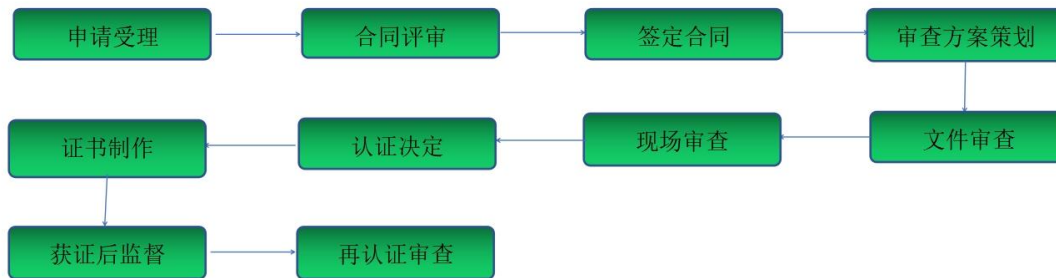 申请受理
合同评审
签定合同
审查方案策划
文件审查
现场审查
认证决定
证书制作
获证后监督
再认证审查